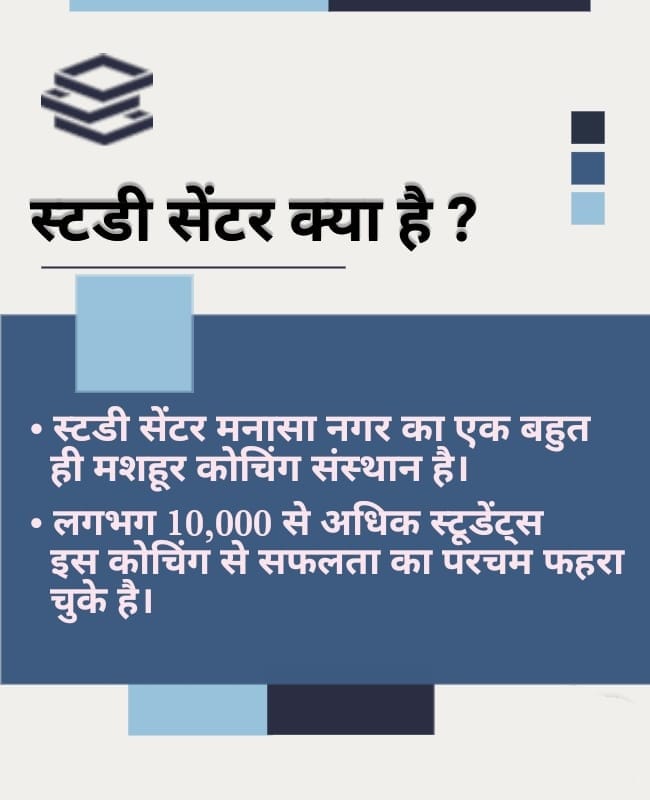 स्टडी सेंटर क्या है ?
• स्टडी सेंटर मनासा नगर का एक बहुत
ही मशहूर कोचिंग संस्थान है।
• लगभग 10,000 से अधिक स्टूडेंट्स
इस कोचिंग से सफलता का परचम फहरा
चुके है।